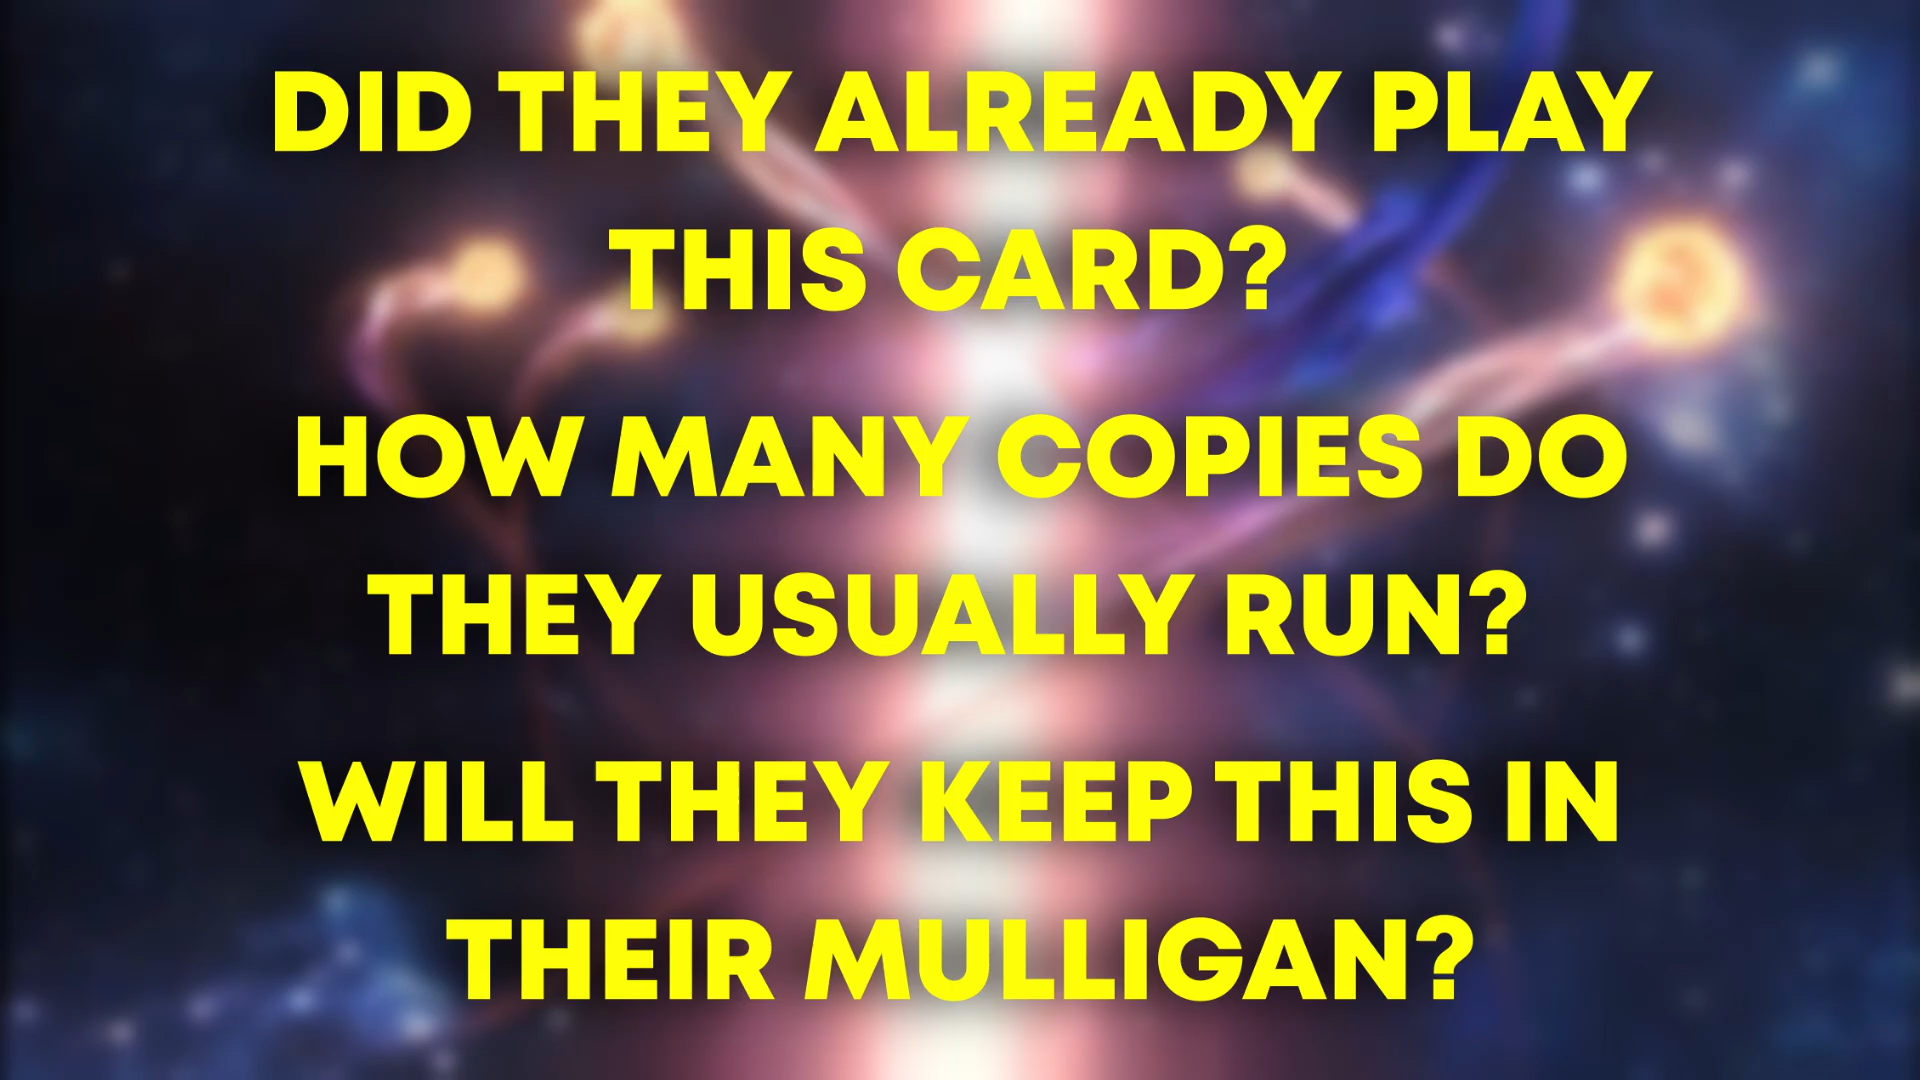 DID THEY ALREADY PLAY
THIS CARD?
HOW MANY COPIES DO
THEY USUALLY RUN?
WILL THEY KEEP THIS IN
THEIR MULLIGAN?